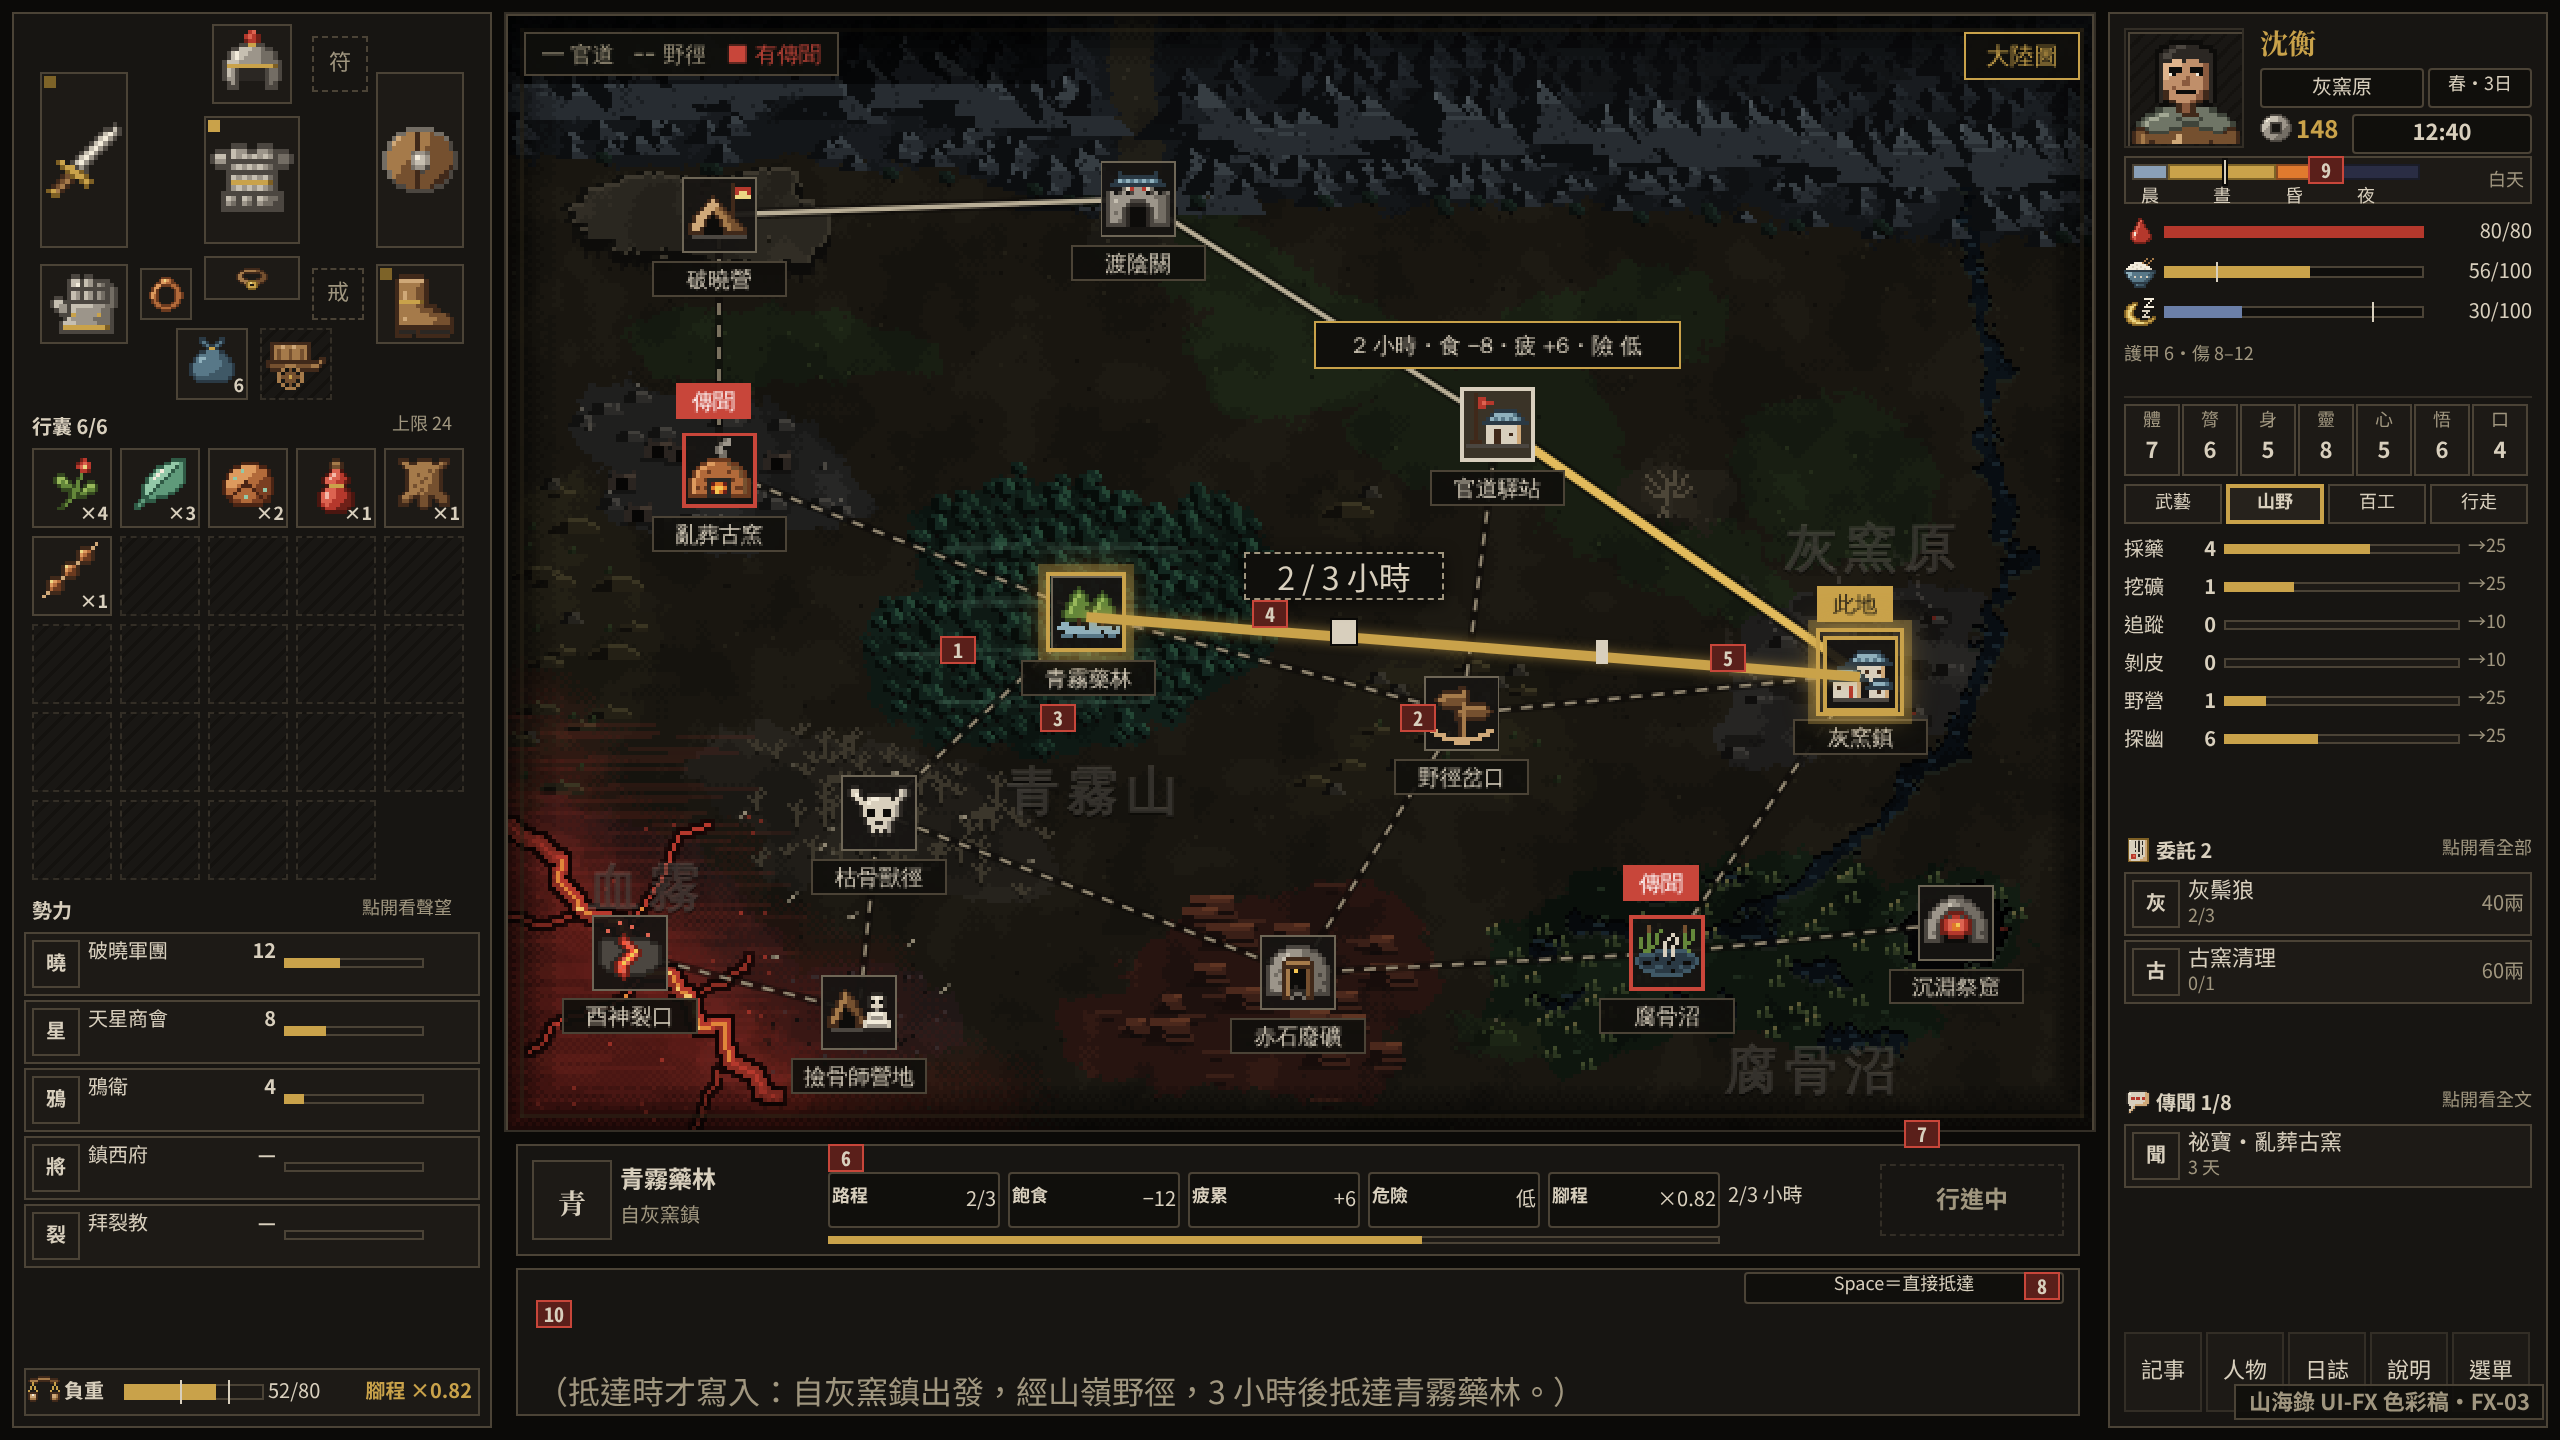 符
戒
6
行囊 6/6
上限 24
×4
×3
×2
×1
×1
×1
勢力
點開看聲望
曉
破曉軍團
12
星
天星商會
8
鴉
鴉衛
4
將
鎮西府
—
裂
拜裂教
—
負重
52/80
腳程 ×0.82
官道
野徑
有傳聞
大陸圖
破曉營
渡陰關
2 小時 · 食 −8 · 疲 +6 · 險 低
傳聞
官道驛站
亂葬古窯
灰窯原
2 / 3 小時
此地
4
1
5
青霧藥林
3
2
灰窯鎮
野徑岔口
青霧山
枯骨獸徑
血霧
傳聞
酉神裂口
沉淵祭窟
腐骨沼
赤石廢礦
撿骨師營地
腐骨沼
7
6
青
青霧藥林
自灰窯鎮
路程
2/3
飽食
−12
疲累
+6
危險
低
腳程
×0.82
2/3 小時
行進中
Space＝直接抵達
8
10
（抵達時才寫入：自灰窯鎮出發，經山嶺野徑，3 小時後抵達青霧藥林。）
沈衡
灰窯原
春・3日
148
12:40
9
晨
晝
昏
夜
白天
80/80
56/100
30/100
護甲 6・傷 8–12
體
膂
身
靈
心
悟
口
7
6
5
8
5
6
4
武藝
山野
百工
行走
採藥
4
→25
挖礦
1
→25
追蹤
0
→10
剝皮
0
→10
野營
1
→25
探幽
6
→25
委託 2
點開看全部
灰
灰鬃狼
2/3
40兩
古
古窯清理
0/1
60兩
傳聞 1/8
點開看全文
聞
祕寶・亂葬古窯
3 天
記事
人物
日誌
說明
選單
山海錄 UI-FX 色彩稿・FX-03